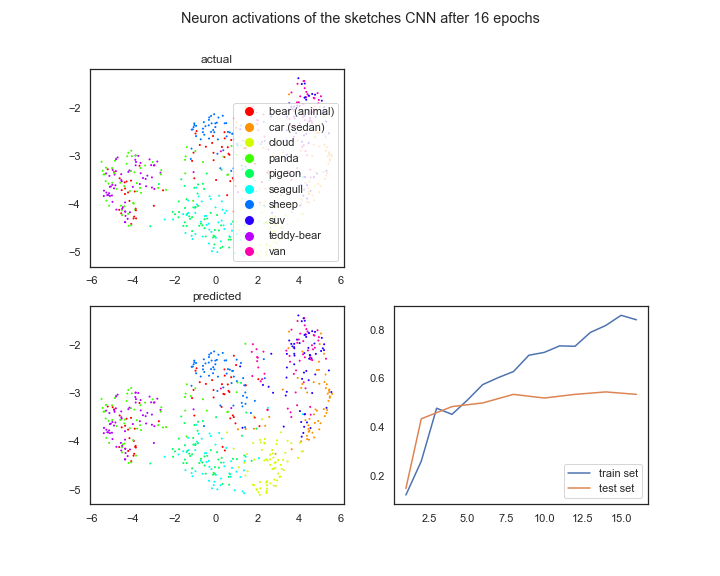 Neuron activations of the sketches CNN after 16 epochs
actual
−2
−3
−4
−5
bear (animal)
car (sedan)
cloud
panda
pigeon
seagull
sheep
suv
teddy-bear
van
−6 −4 −2 0 2 4 6
predicted
−2
−3
−4
−5
−6 −4 −2 0 2 4 6
0.8
0.6
0.4
0.2
train set
test set
2.5 5.0 7.5 10.0 12.5 15.0